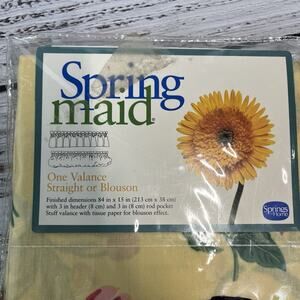 Spring
maid®
One Valance
Straight or Blouson
Finished dimensions 84 in x 15 in (213 cm x 38 cm)
with 3 in header (8 cm) and 3 in (8 cm) rod pocket
Stuff valance with tissue paper for blouson effect.
Springs
Home